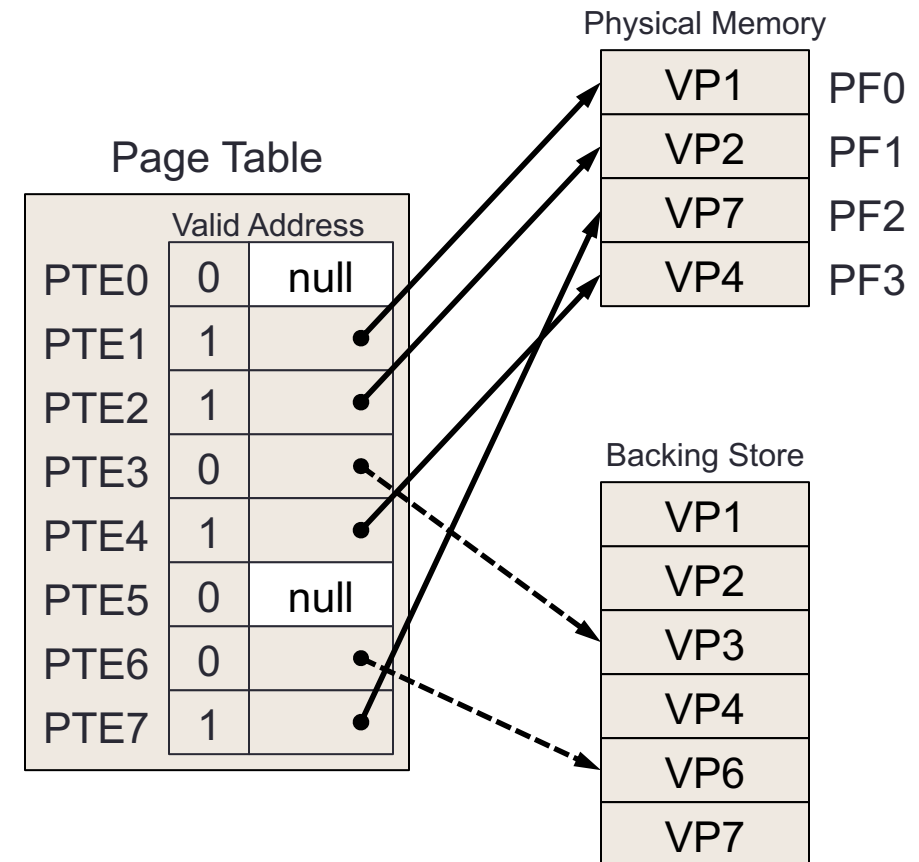 Physical Memory
VP1 PF0
VP2 PF1
VP7 PF2
VP4 PF3
Page Table
Valid Address
PTE0 0 null
PTE1 1
PTE2 1
PTE3 0
PTE4 1
PTE5 0 null
PTE6 0
PTE7 1
Backing Store
VP1
VP2
VP3
VP4
VP6
VP7